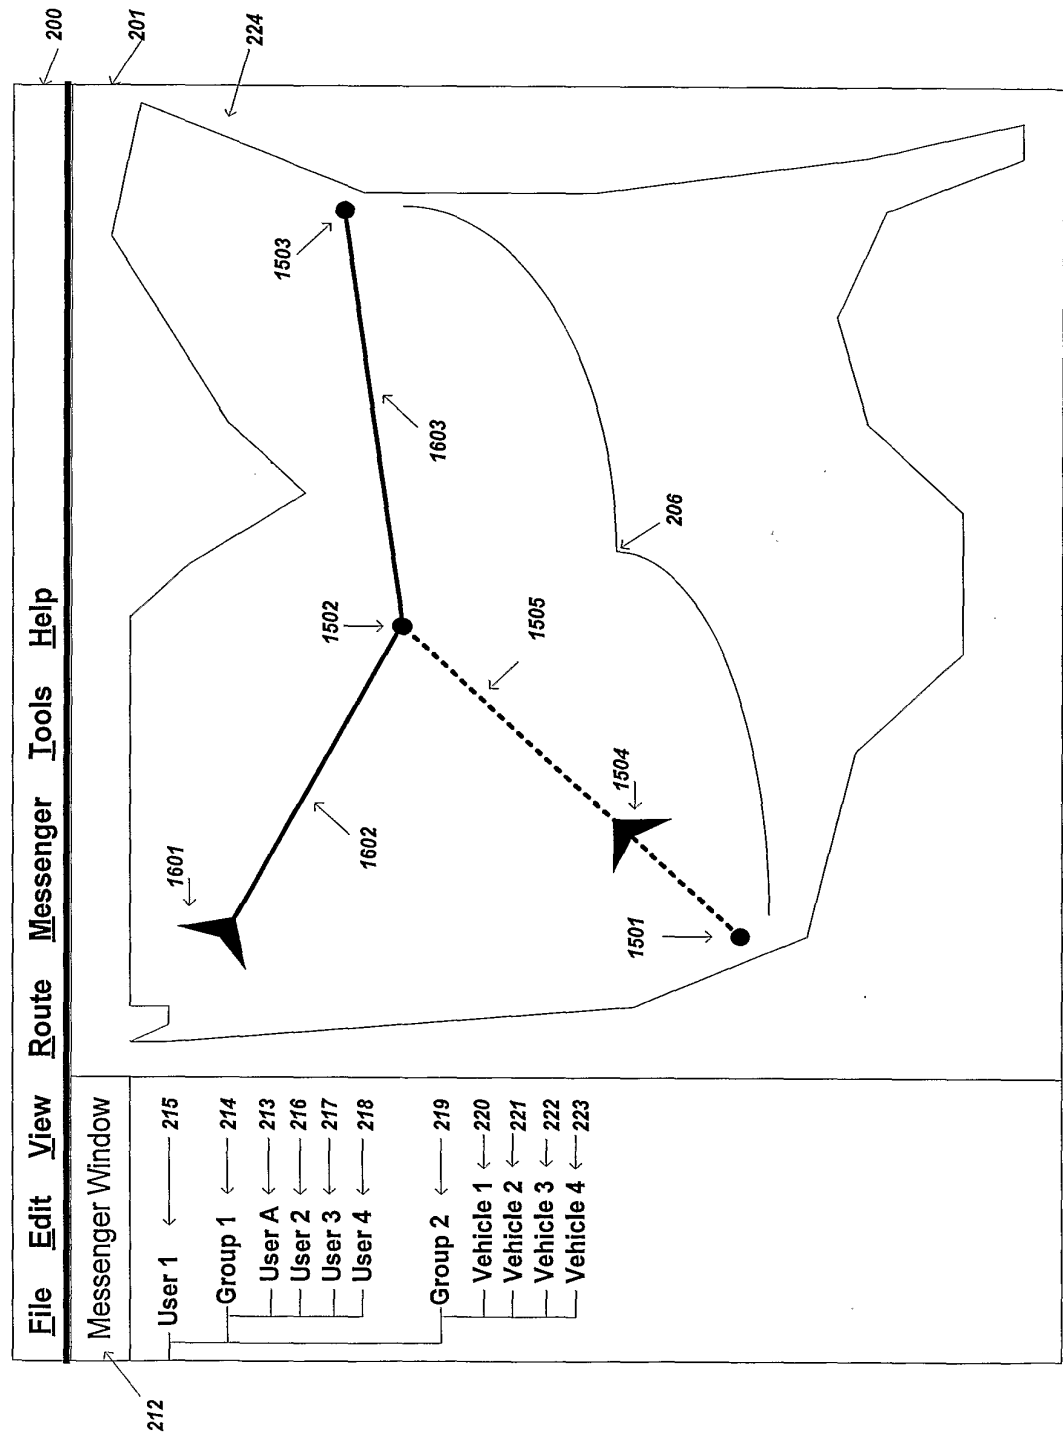 File Edit View Route Messenger Tools Help
200
201
212
Messenger Window
224
User 1 215
Group 1 214
User A 213
User 2 216
User 3 217
User 4 218
Group 2 219
Vehicle 1 220
Vehicle 2 221
Vehicle 3 222
Vehicle 4 223
1601
1503
1502
1602
1603
1505
1504
206
1501